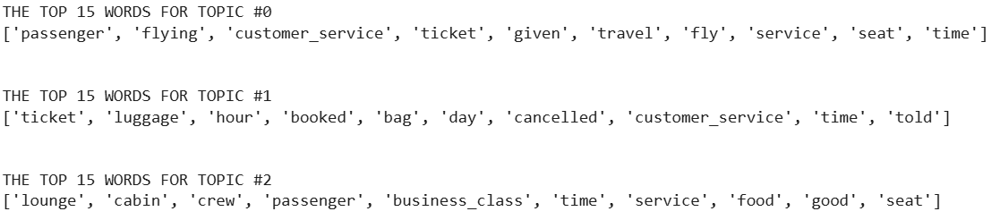 THE TOP 15 WORDS FOR TOPIC #0
['passenger', 'flying', 'customer_service', 'ticket', 'given', 'travel', 'fly', 'service', 'seat', 'time']
THE TOP 15 WORDS FOR TOPIC #1
['ticket', 'luggage', 'hour', 'booked', 'bag', 'day', 'cancelled', 'customer_service', 'time', 'told']
THE TOP 15 WORDS FOR TOPIC #2
['lounge', 'cabin', 'crew', 'passenger', 'business_class', 'time', 'service', 'food', 'good', 'seat']